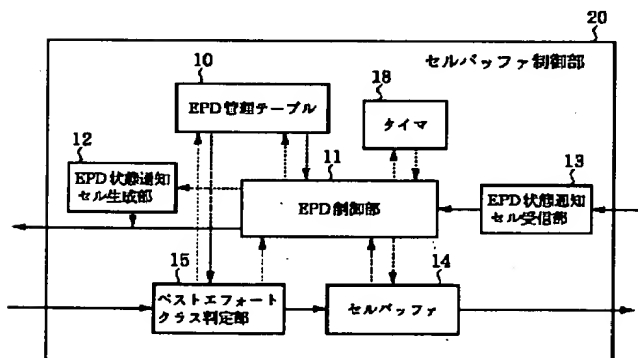 20
セルバッファ制御部
10
EPD管理テーブル
18
タイマ
12
EPD状態通知
セル生成部
11
EPD制御部
13
EPD状態通知
セル受信部
15
ベストエフォート
クラス判定部
14
セルバッファ